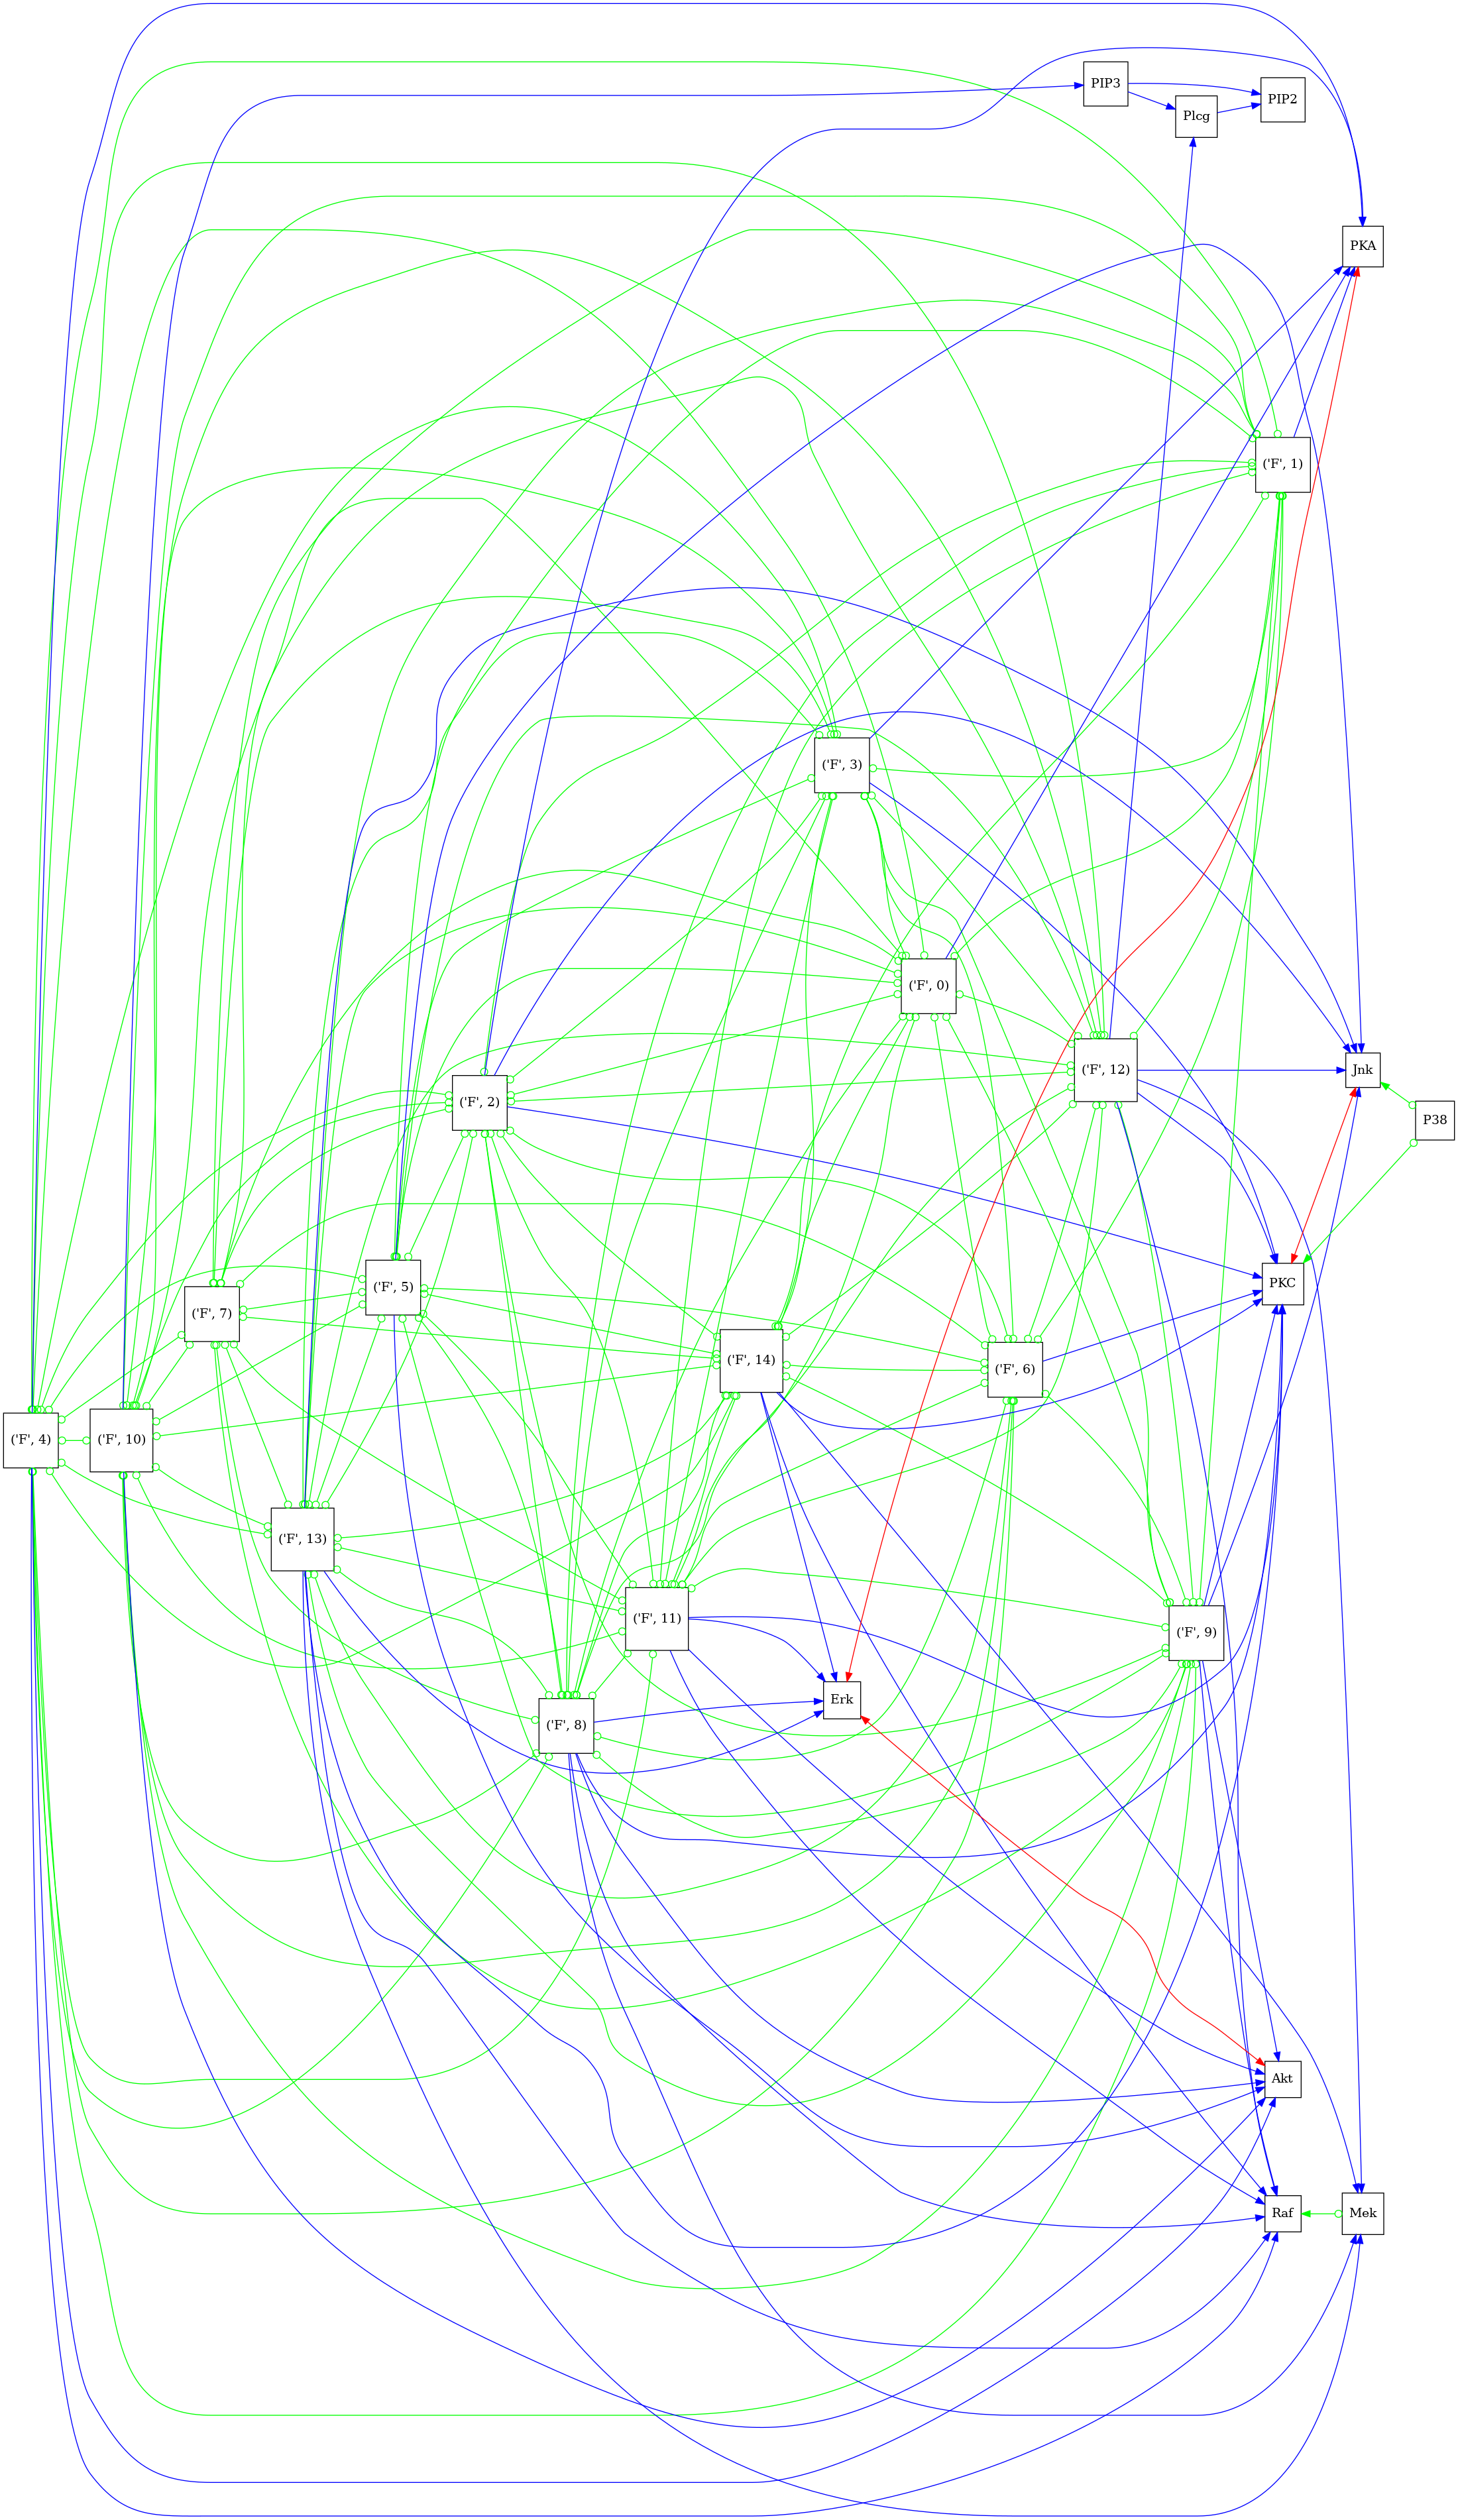 PIP3
PIP2
Plcg
PKA
('F', 1)
('F', 3)
('F', 0)
('F', 12)
Jnk
('F', 2)
P38
('F', 5)
PKC
('F', 7)
('F', 14)
('F', 6)
('F', 4)
('F', 10)
('F', 13)
('F', 11)
('F', 9)
Erk
('F', 8)
Akt
Raf
Mek